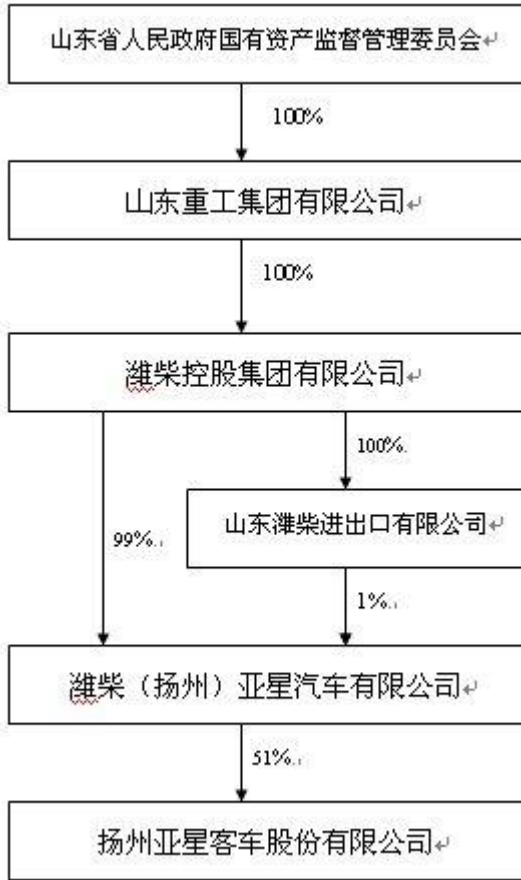 山东省人民政府国有资产监督管理委员会
100%
山东重工集团有限公司
100%
潍柴控股集团有限公司
100%
山东潍柴进出口有限公司
99%
1%
潍柴（扬州）亚星汽车有限公司
51%
扬州亚星客车股份有限公司